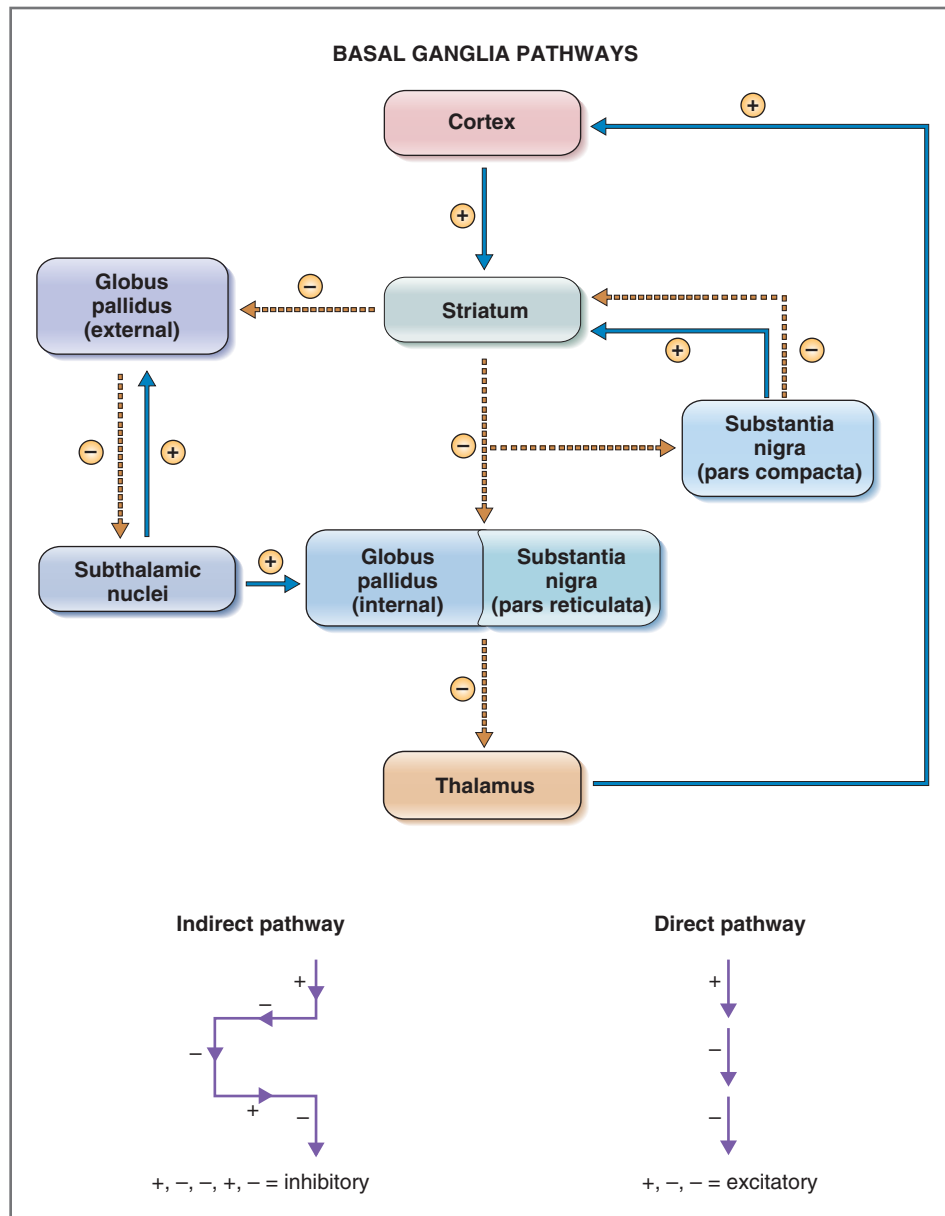 BASAL GANGLIA PATHWAYS
Cortex
+
+
Globus
pallidus
(external)
−
Striatum
+
−
−
+
−
Substantia
nigra
(pars compacta)
Subthalamic
nuclei
+
Globus
pallidus
(internal)
Substantia
nigra
(pars reticulata)
−
Thalamus
Indirect pathway
+
−
−
+
−
+, −, −, +, − = inhibitory
Direct pathway
+
−
−
+, −, − = excitatory